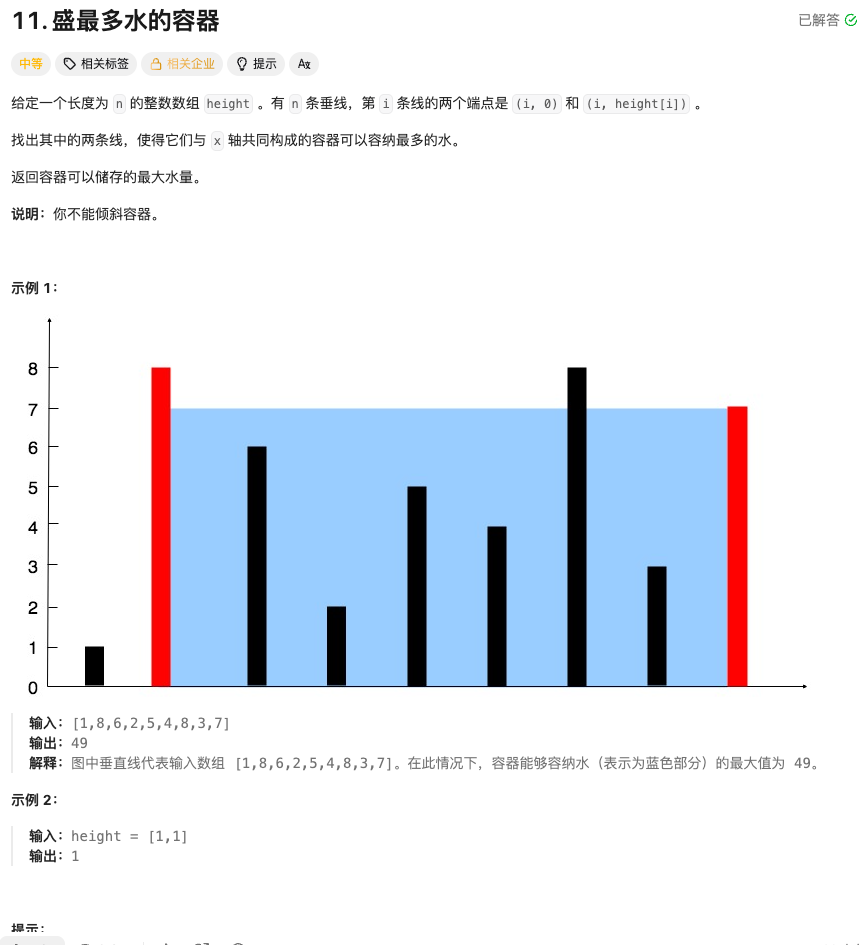 11. 盛最多水的容器
已解答
中等 相关标签 相关企业 提示 Aχ
给定一个长度为 n 的整数数组 height 。有 n 条垂线，第 i 条线的两个端点是 (i, 0) 和 (i, height[i]) 。
找出其中的两条线，使得它们与 x 轴共同构成的容器可以容纳最多的水。
返回容器可以储存的最大水量。
说明：你不能倾斜容器。
示例 1：
8
7
6
5
4
3
2
1
0
输入：[1,8,6,2,5,4,8,3,7]
输出：49
解释：图中垂直线代表输入数组 [1,8,6,2,5,4,8,3,7]。在此情况下，容器能够容纳水（表示为蓝色部分）的最大值为 49。
示例 2：
输入：height = [1,1]
输出：1
提示：